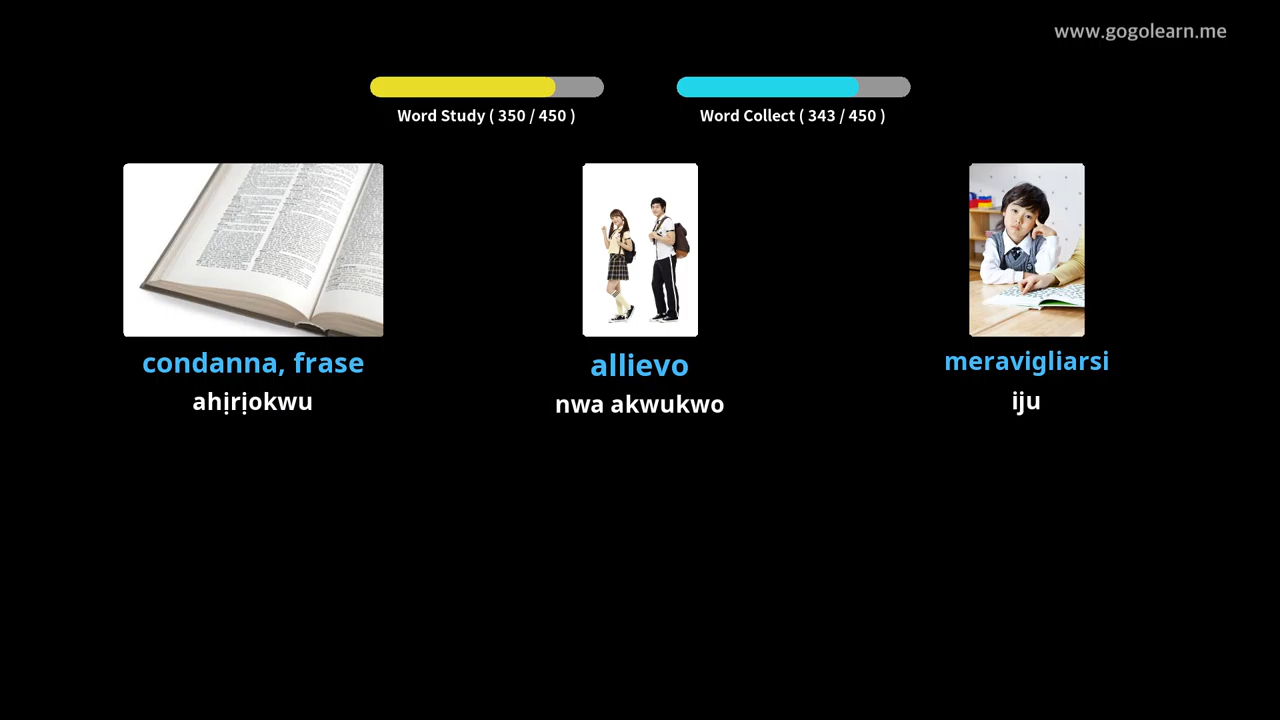 www.gogolearn.me
Word Study ( 350 / 450 )
Word Collect ( 343 / 450 )
condanna, frase
ahịrịokwu
allievo
nwa akwukwo
meravigliarsi
iju